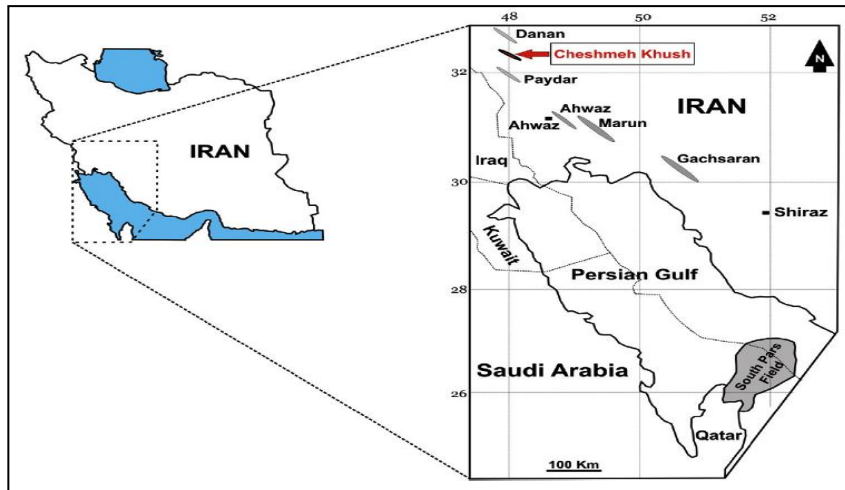 IRAN
48
50
52
Danan
Cheshmeh Khush
N
32
Paydar
Ahwaz
IRAN
Ahwaz
Marun
Iraq
Gachsaran
30
Shiraz
Kuwait
Persian Gulf
28
Saudi Arabia
South Pars
Field
26
Qatar
100 Km